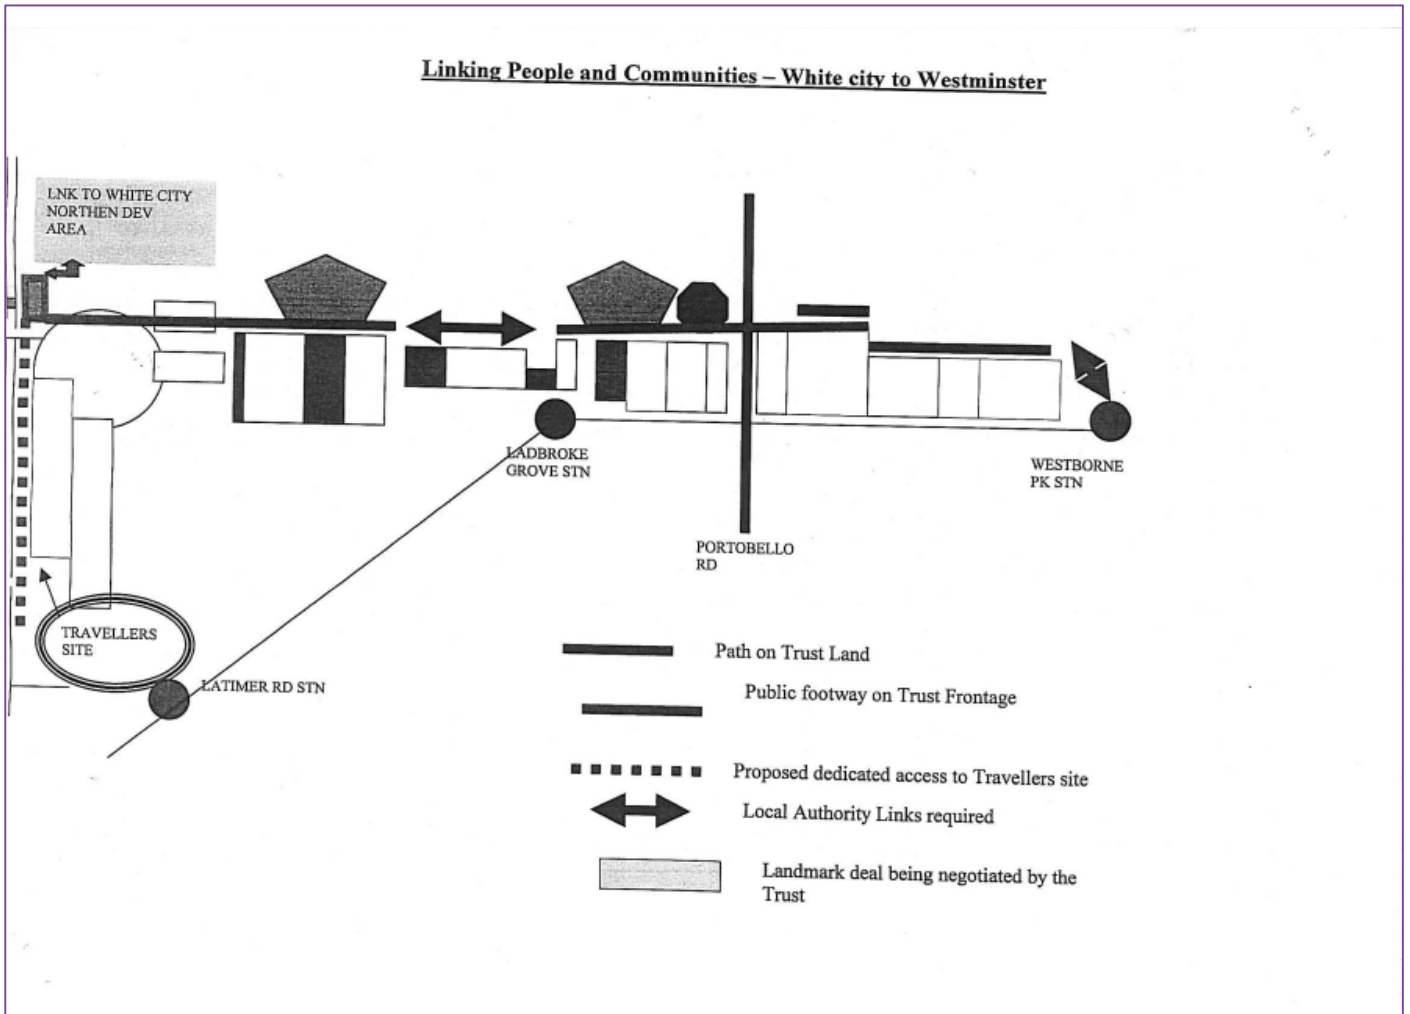 Linking People and Communities – White city to Westminster
LNK TO WHITE CITY
NORTHEN DEV
AREA
LADBROKE
GROVE STN
WESTBORNE
PK STN
PORTOBELLO
RD
TRAVELLERS
SITE
LATIMER RD STN
Path on Trust Land
Public footway on Trust Frontage
Proposed dedicated access to Travellers site
Local Authority Links required
Landmark deal being negotiated by the
Trust